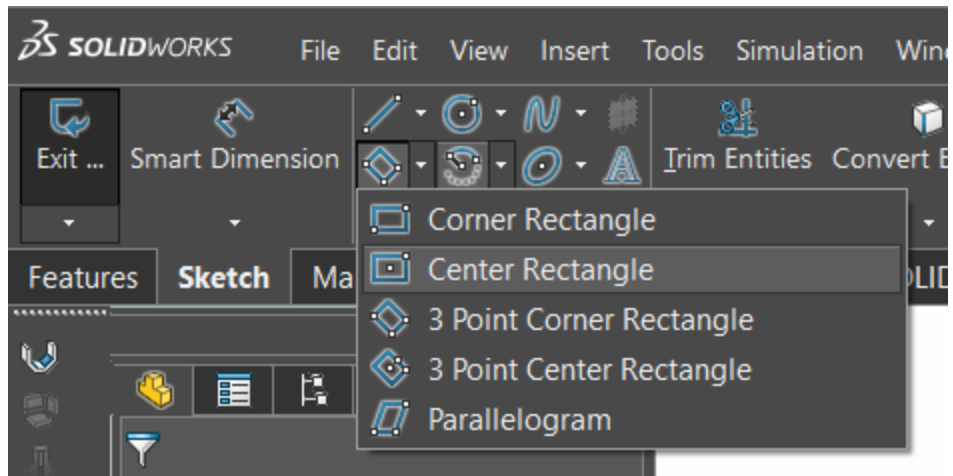 SOLIDWORKS File Edit View Insert Tools Simulation
Exit ... Smart Dimension Trim Entities Convert
Corner Rectangle
Features Sketch
Center Rectangle
3 Point Corner Rectangle
3 Point Center Rectangle
Parallelogram